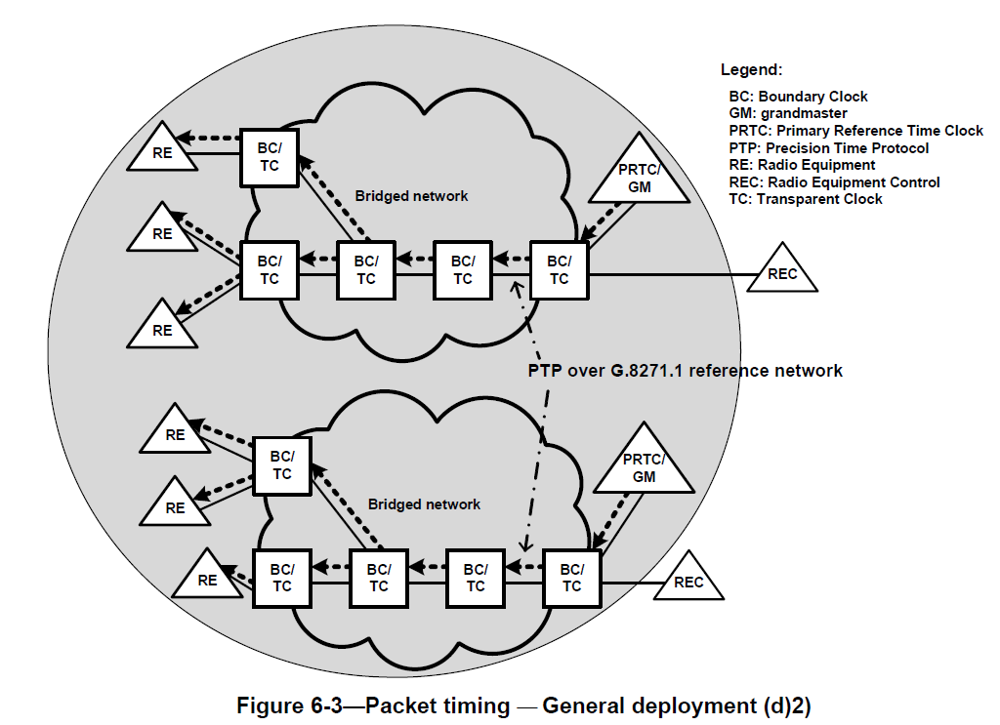 Legend:
BC: Boundary Clock
GM: grandmaster
PRTC: Primary Reference Time Clock
PTP: Precision Time Protocol
RE: Radio Equipment
REC: Radio Equipment Control
TC: Transparent Clock
RE
BC/
TC
PRTC/
GM
Bridged network
RE
BC/
TC
BC/
TC
BC/
TC
BC/
TC
REC
RE
PTP over G.8271.1 reference network
RE
BC/
TC
PRTC/
GM
RE
Bridged network
RE
BC/
TC
BC/
TC
BC/
TC
BC/
TC
REC
Figure 6-3—Packet timing — General deployment (d)2)